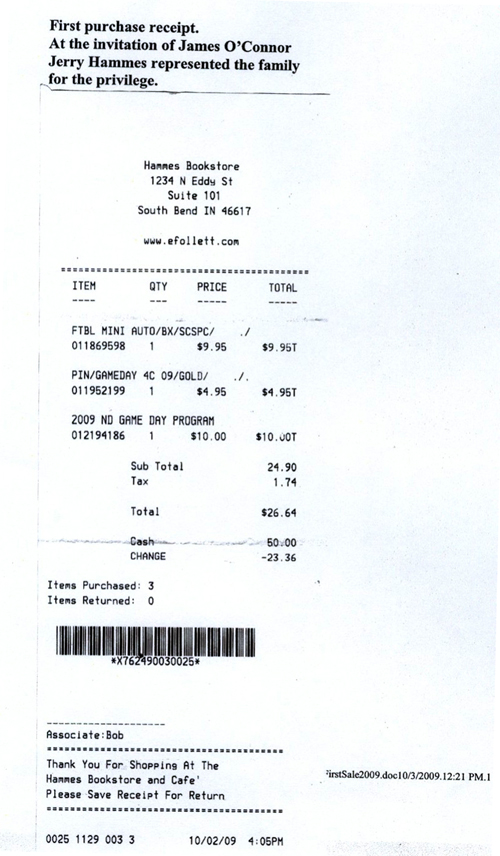 First purchase receipt.
At the invitation of James O'Connor
Jerry Hammes represented the family
for the privilege.
Hammes Bookstore
1234 N Eddy St
Suite 101
South Bend IN 46617
www.efollett.com
==========================================
ITEM QTY PRICE TOTAL
---- --- ----- -----
FTBL MINI AUTO/BX/SCSPC/ ./
011869598 1 $9.95 $9.95T
PIN/GAMEDAY 4C 09/GOLD/ ./.
011952199 1 $4.95 $4.95T
2009 ND GAME DAY PROGRAM
012194186 1 $10.00 $10.00T
Sub Total 24.90
Tax 1.74
Total $26.64
Cash 50.00
CHANGE -23.36
Items Purchased: 3
Items Returned: 0
*X762490030025*
--------------------
Associate:Bob
========================================
Thank You For Shopping At The
Hammes Bookstore and Cafe'
Please Save Receipt For Return
========================================
irstSale2009.doc10/3/2009.12:21 PM.1
0025 1129 003 3 10/02/09 4:05PM